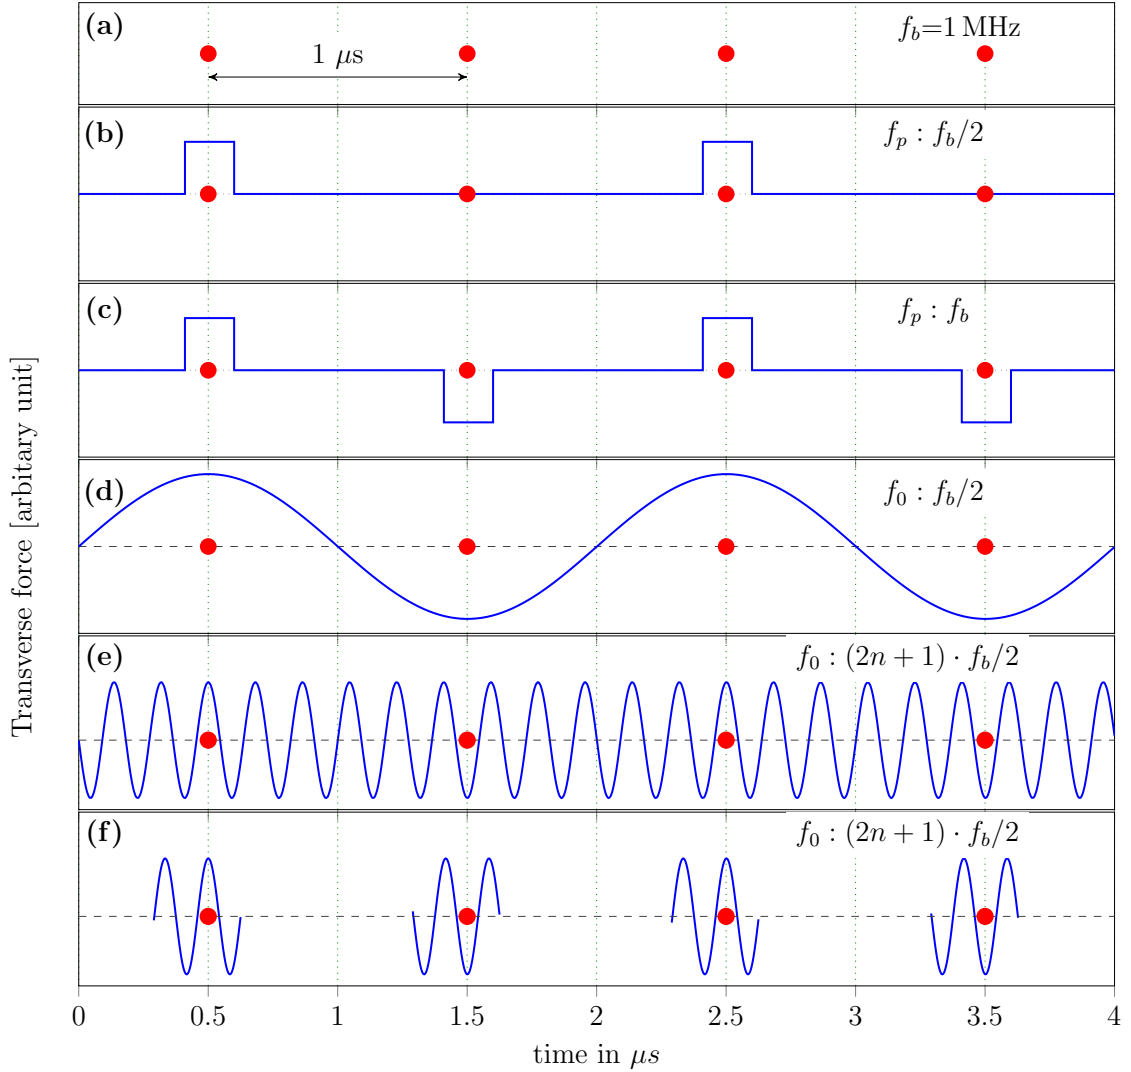 (a)
f_b=1 MHz
1 μs
(b)
f_p : f_b/2
(c)
f_p : f_b
Transverse force [arbitary unit]
(d)
f_0 : f_b/2
(e)
f_0 : (2n + 1) · f_b/2
(f)
f_0 : (2n + 1) · f_b/2
0 0.5 1 1.5 2 2.5 3 3.5 4
time in μs